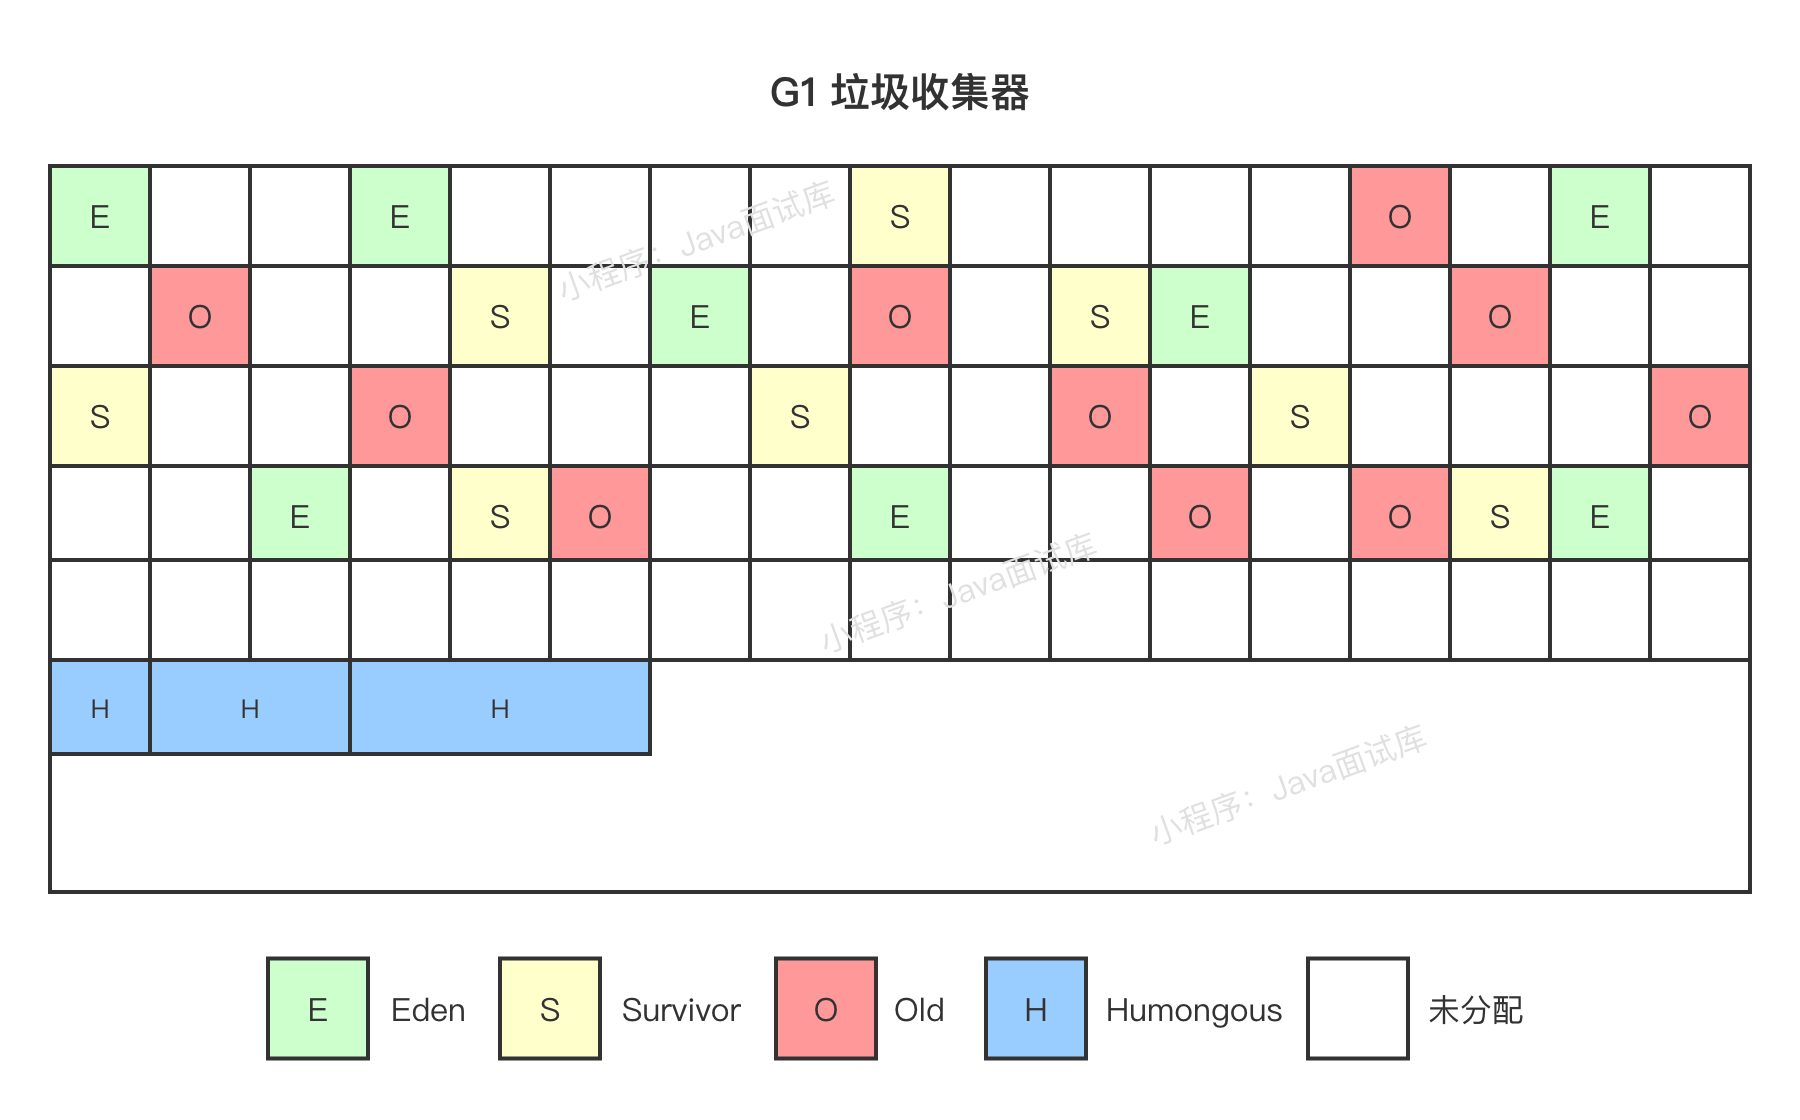 G1 垃圾收集器
E E S O E
小程序：Java面试库
O S E O S E O
S O S O S O
E S O E O O S E
小程序：Java面试库
H H H
小程序：Java面试库
E Eden S Survivor O Old H Humongous 未分配